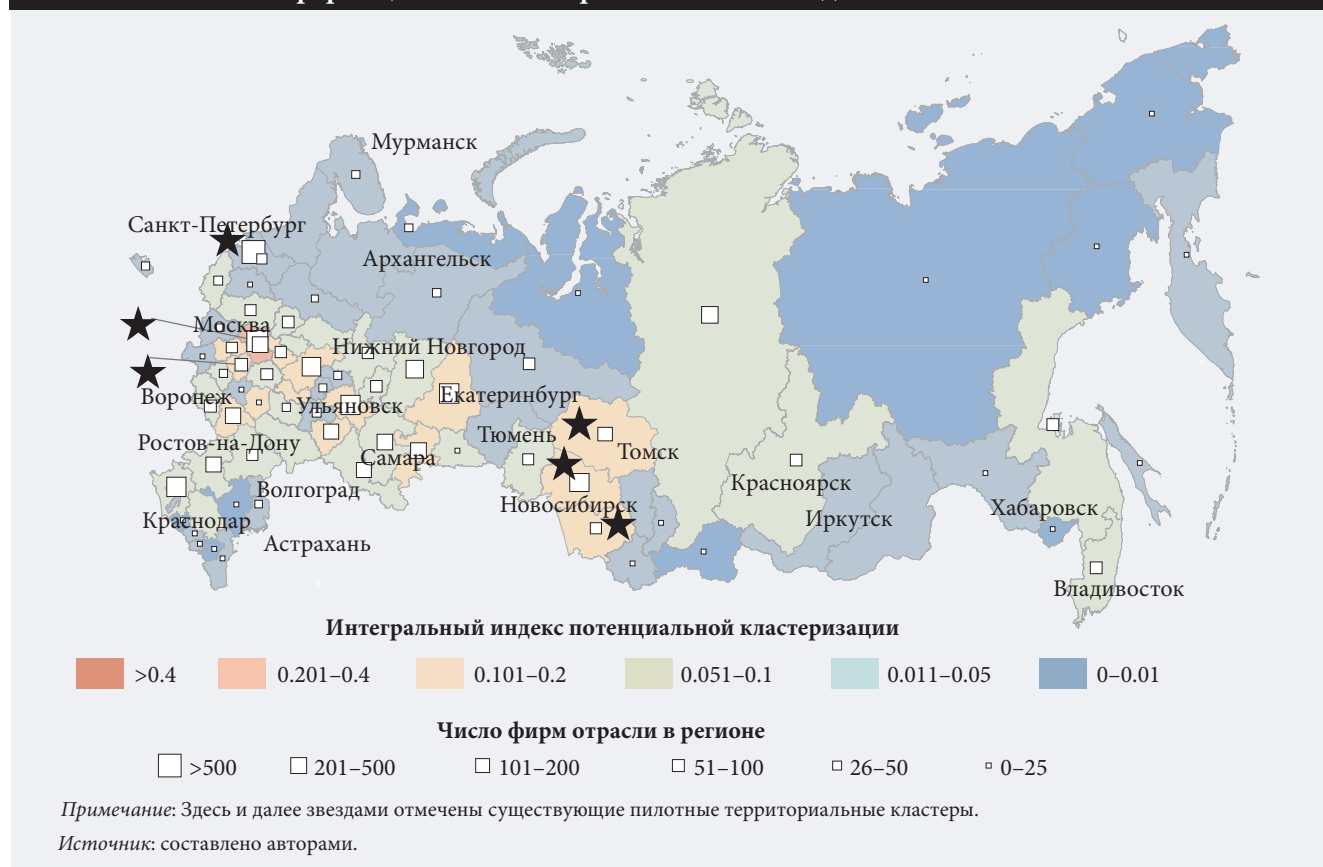 Мурманск
Санкт-Петербург
Архангельск
Москва
Нижний Новгород
Воронеж
Ульяновск
Екатеринбург
Ростов-на-Дону
Тюмень
Самара
Томск
Волгоград
Красноярск
Новосибирск
Краснодар
Иркутск
Хабаровск
Астрахань
Владивосток
Интегральный индекс потенциальной кластеризации
>0.4 0.201–0.4 0.101–0.2 0.051–0.1 0.011–0.05 0–0.01
Число фирм отрасли в регионе
>500 201–500 101–200 51–100 26–50 0–25
Примечание: Здесь и далее звездами отмечены существующие пилотные территориальные кластеры.
Источник: составлено авторами.